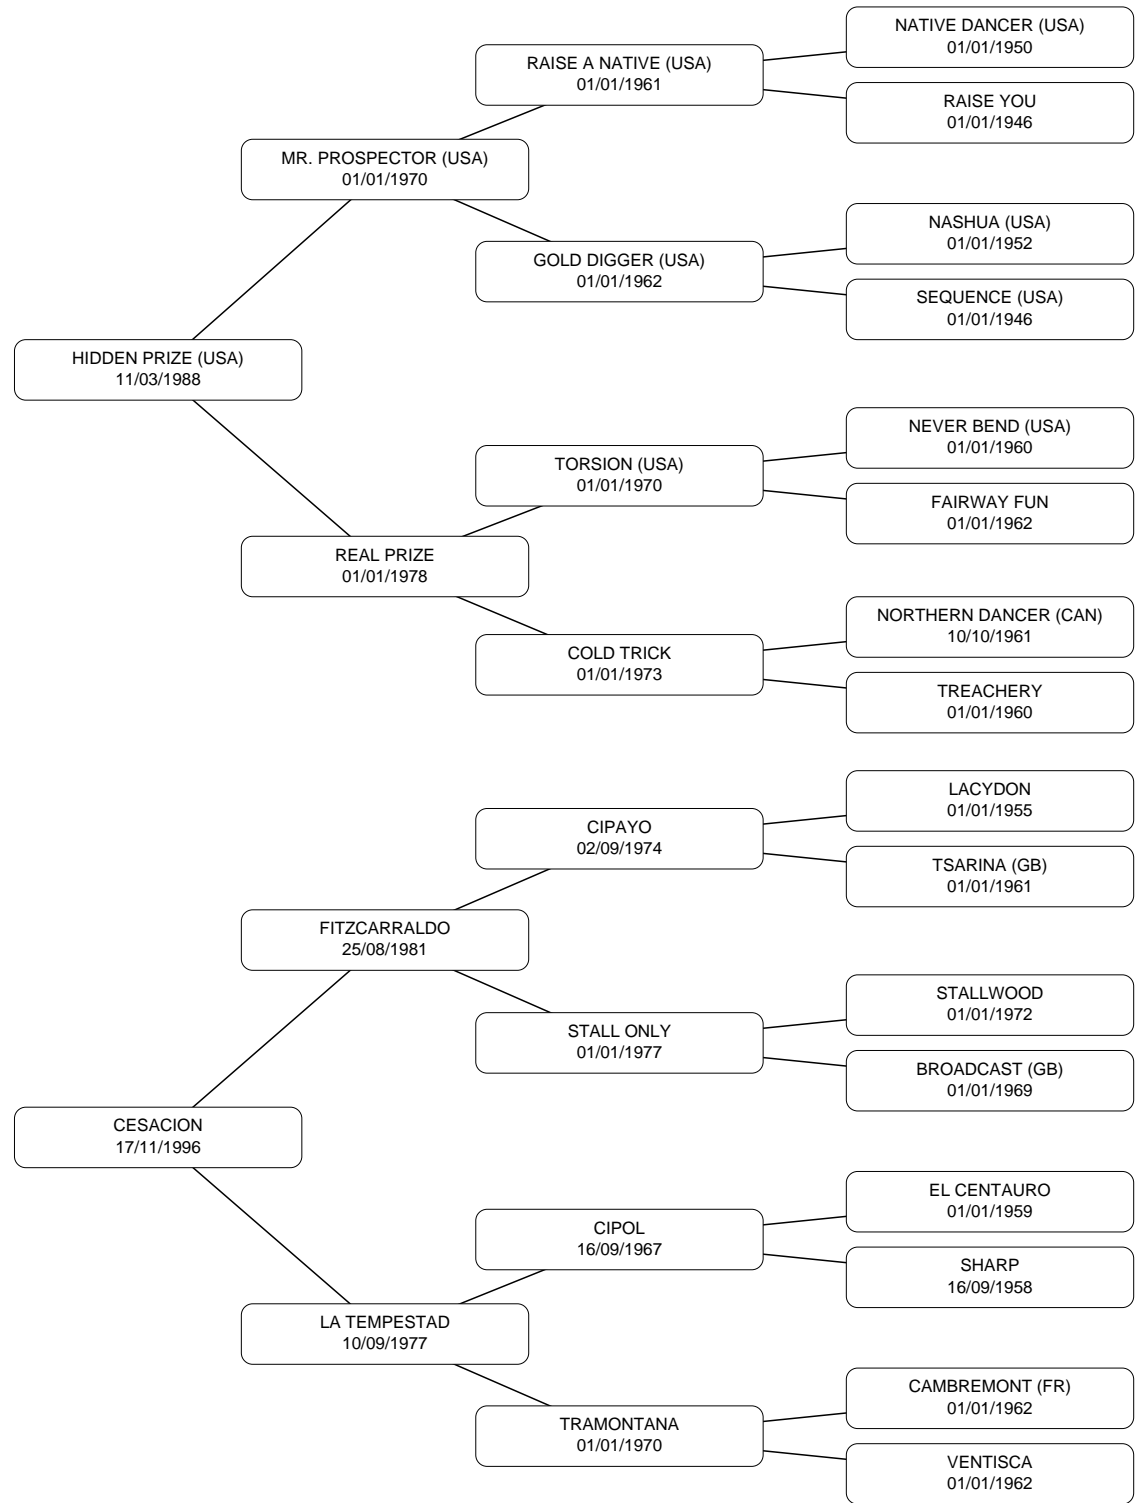 NATIVE DANCER (USA)
01/01/1950
RAISE A NATIVE (USA)
01/01/1961
RAISE YOU
01/01/1946
MR. PROSPECTOR (USA)
01/01/1970
NASHUA (USA)
01/01/1952
GOLD DIGGER (USA)
01/01/1962
SEQUENCE (USA)
01/01/1946
HIDDEN PRIZE (USA)
11/03/1988
NEVER BEND (USA)
01/01/1960
TORSION (USA)
01/01/1970
FAIRWAY FUN
01/01/1962
REAL PRIZE
01/01/1978
NORTHERN DANCER (CAN)
10/10/1961
COLD TRICK
01/01/1973
TREACHERY
01/01/1960
LACYDON
01/01/1955
CIPAYO
02/09/1974
TSARINA (GB)
01/01/1961
FITZCARRALDO
25/08/1981
STALLWOOD
01/01/1972
STALL ONLY
01/01/1977
BROADCAST (GB)
01/01/1969
CESACION
17/11/1996
EL CENTAURO
01/01/1959
CIPOL
16/09/1967
SHARP
16/09/1958
LA TEMPESTAD
10/09/1977
CAMBREMONT (FR)
01/01/1962
TRAMONTANA
01/01/1970
VENTISCA
01/01/1962